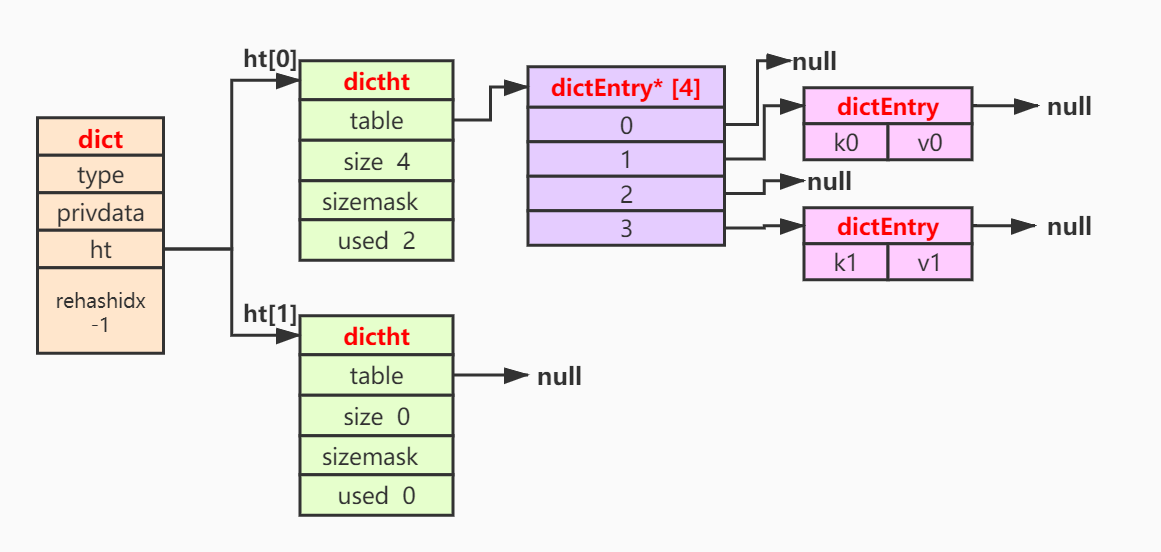 dict
type
privdata
ht
rehashidx
-1
ht[0]
dictht
table
size 4
sizemask
used 2
ht[1]
dictht
table
size 0
sizemask
used 0
null
dictEntry* [4]
0
1
2
3
null
dictEntry
k0 v0
null
null
dictEntry
k1 v1
null